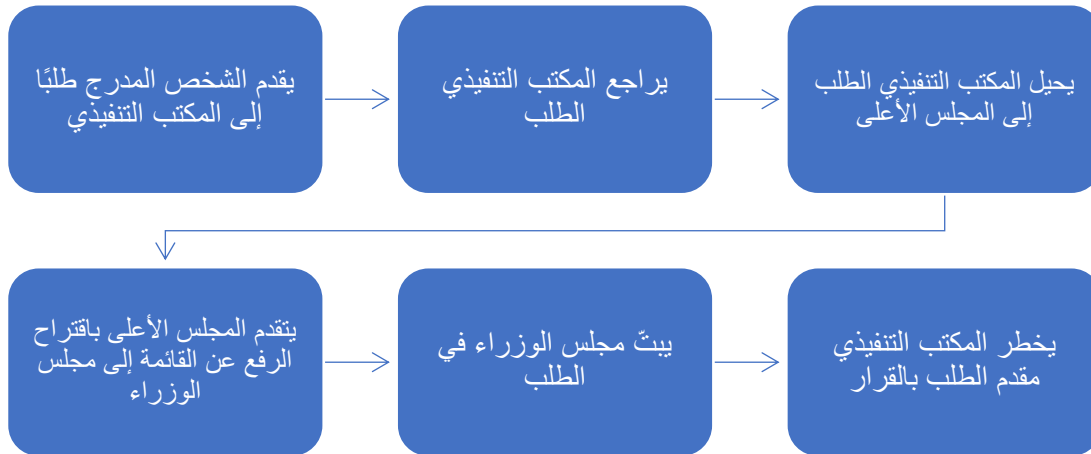 يقدم الشخص المدرج طلبًا
إلى المكتب التنفيذي
يراجع المكتب التنفيذي
الطلب
يحيل المكتب التنفيذي الطلب
إلى المجلس الأعلى
يتقدم المجلس الأعلى باقتراح
الرفع عن القائمة إلى مجلس
الوزراء
يبتّ مجلس الوزراء في
الطلب
يخطر المكتب التنفيذي
مقدم الطلب بالقرار